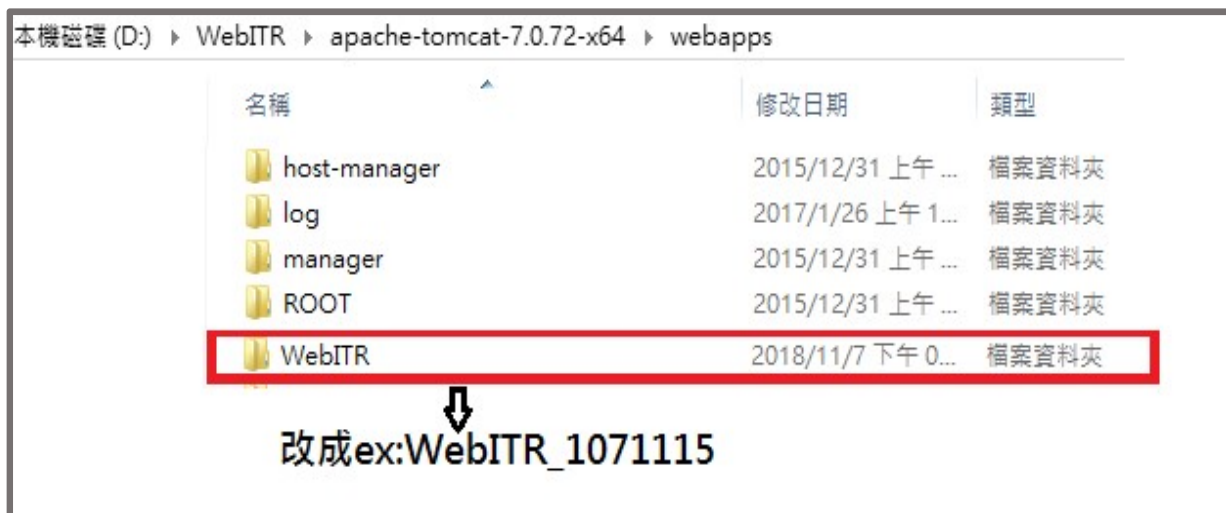 本機磁碟 (D:) ▸ WebITR ▸ apache-tomcat-7.0.72-x64 ▸ webapps
名稱 修改日期 類型
host-manager 2015/12/31 上午 ... 檔案資料夾
log 2017/1/26 上午 1... 檔案資料夾
manager 2015/12/31 上午 ... 檔案資料夾
ROOT 2015/12/31 上午 ... 檔案資料夾
WebITR 2018/11/7 下午 0... 檔案資料夾
改成ex:WebITR_1071115